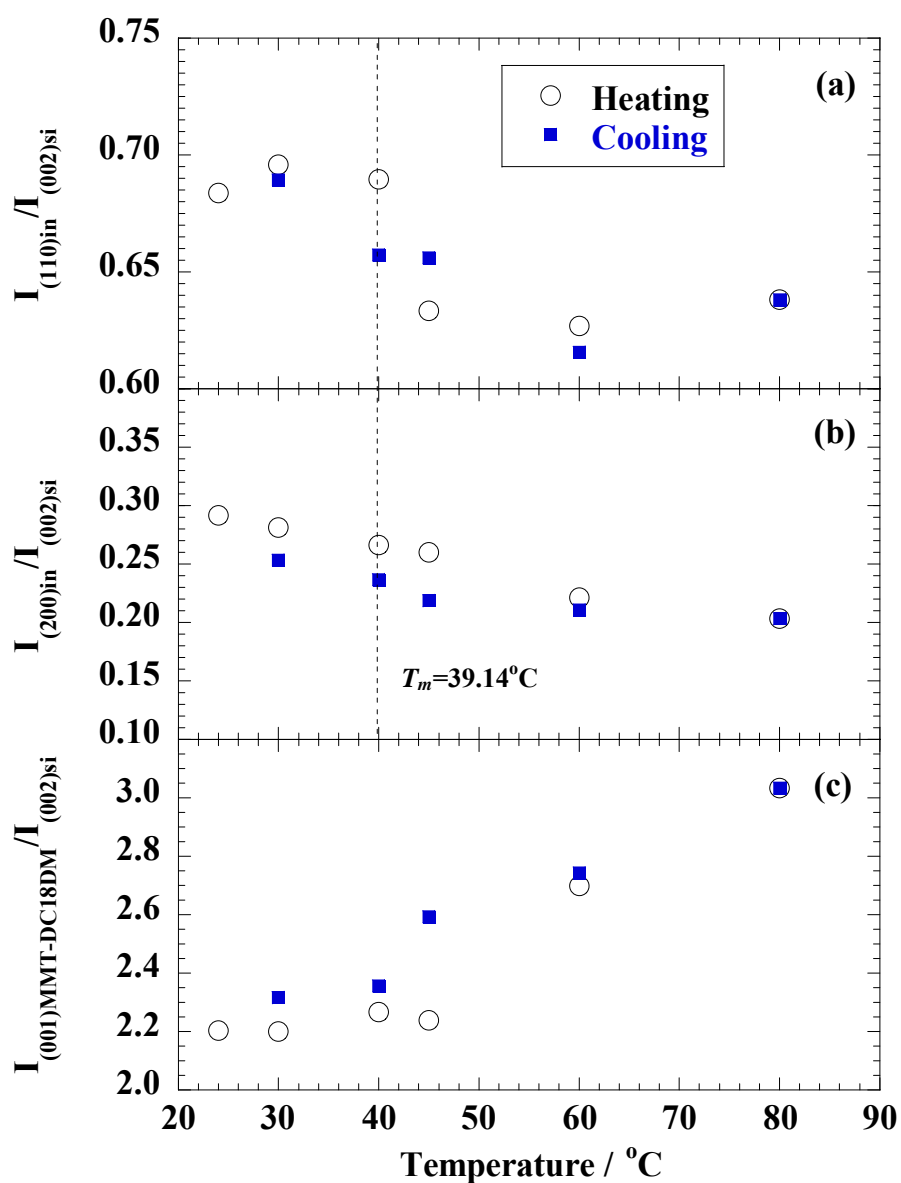 0.75
(a)
Heating
Cooling
0.70
0.65
0.60
I(110)in/I(002)si
(b)
0.35
0.30
0.25
0.20
0.15
0.10
I(200)in/I(002)si
Tm=39.14°C
(c)
3.0
2.8
2.6
2.4
2.2
2.0
I(001)MMT-DC18DM/I(002)si
20 30 40 50 60 70 80 90
Temperature / °C